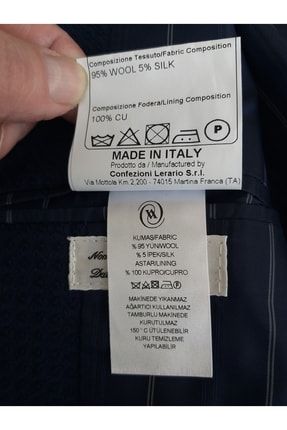 Composizione Tessuto/Fabric Composition
95% WOOL 5% SILK
Composizione Fodera/Lining Composition
100% CU
P
MADE IN ITALY
Prodotto da / Manufactured by
Confezioni Lerario S.r.l.
Via Mottola Km 2,200 - 74015 Martina Franca (TA)
KUMAS/FABRIC
% 95 YUN/WOOL
% 5 İPEK/SILK
ASTAR/LINING
% 100 KUPRO/CUPRO
MAKİNEDE YIKANMAZ
AĞARTICI KULLANILMAZ
TAMBURLU MAKİNEDE
KURUTULMAZ
150 °C ÜTÜLENEBİLİR
KURU TEMİZLEME
YAPILABİLİR